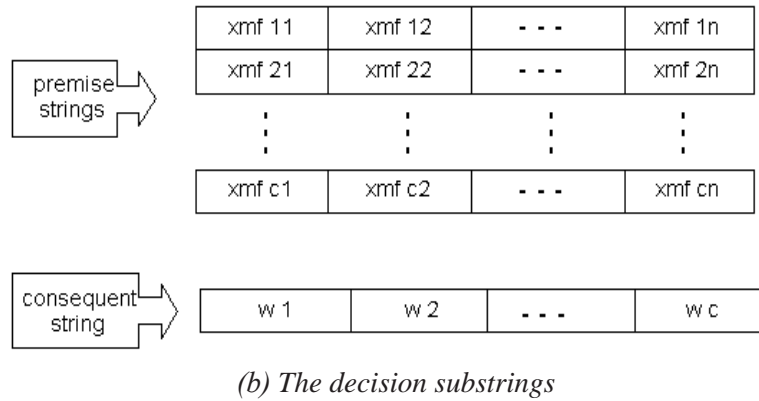 xmf 11 xmf 12 - - - xmf 1n
premise strings xmf 21 xmf 22 - - - xmf 2n
xmf c1 xmf c2 - - - xmf cn
consequent string w 1 w 2 - - - w c
(b) The decision substrings